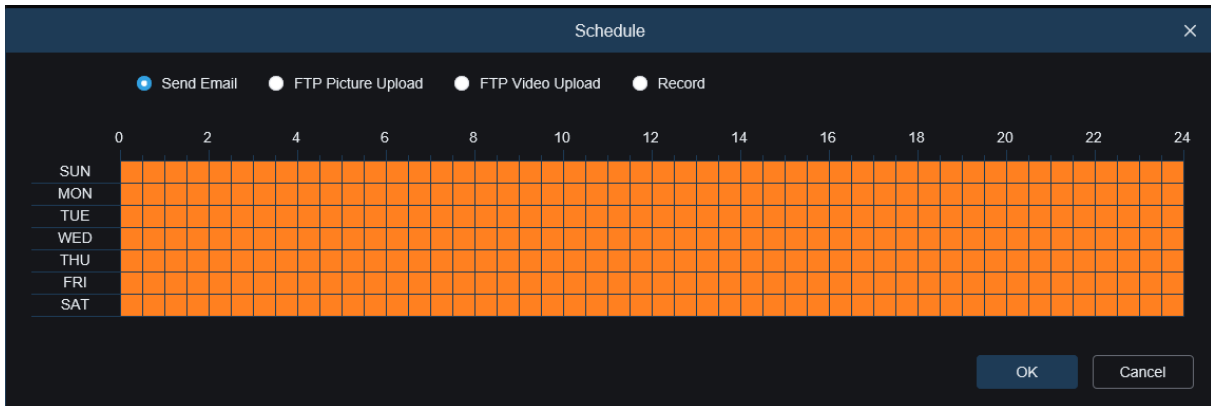 Schedule
Send Email FTP Picture Upload FTP Video Upload Record
0 2 4 6 8 10 12 14 16 18 20 22 24
SUN
MON
TUE
WED
THU
FRI
SAT
OK Cancel